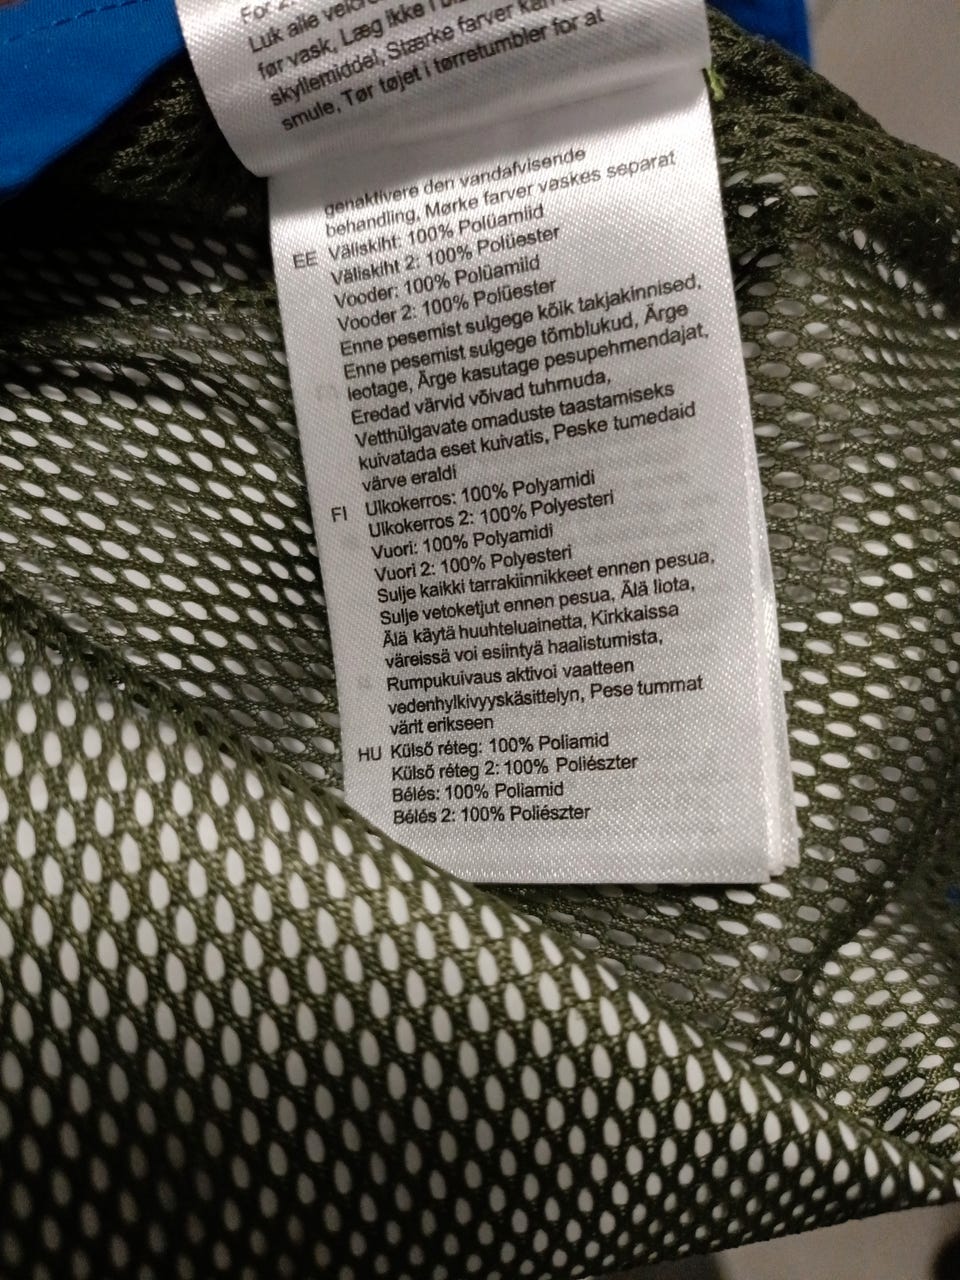 For 2:
Luk alle
før vask, Læg ikke i
skyllemiddel, Stærke farver kan
smule, Tør tøjet i tørretumbler for at
genaktivere den vandafvisende
behandling, Mørke farver vaskes separat
EE Väliskiht: 100% Polüamiid
Väliskiht 2: 100% Polüester
Vooder: 100% Polüamiid
Vooder 2: 100% Polüester
Enne pesemist sulgege kõik takjakinnised,
Enne pesemist sulgege tõmblukud, Ärge
leotage, Ärge kasutage pesupehmendajat,
Eredad värvid võivad tuhmuda,
Vetthülgavate omaduste taastamiseks
kuivatada eset kuivatis, Peske tumedaid
värve eraldi
FI Ulkokerros: 100% Polyamidi
Ulkokerros 2: 100% Polyesteri
Vuori: 100% Polyamidi
Vuori 2: 100% Polyesteri
Sulje kaikki tarrakiinnikkeet ennen pesua,
Sulje vetoketjut ennen pesua, Älä liota,
Älä käytä huuhteluainetta, Kirkkaissa
väreissä voi esiintyä haalistumista,
Rumpukuivaus aktivoi vaatteen
vedenhylkivyyskäsittelyn, Pese tummat
värit erikseen
HU Külső réteg: 100% Poliamid
Külső réteg 2: 100% Poliészter
Bélés: 100% Poliamid
Bélés 2: 100% Poliészter